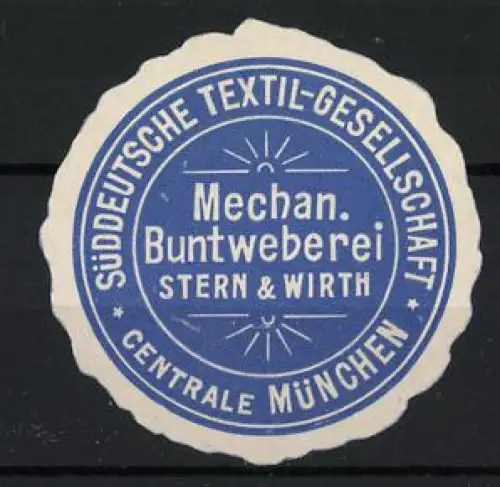 SÜDDEUTSCHE TEXTIL-GESELLSCHAFT
Mechan.
Buntweberei
STERN & WIRTH
* CENTRALE MÜNCHEN *